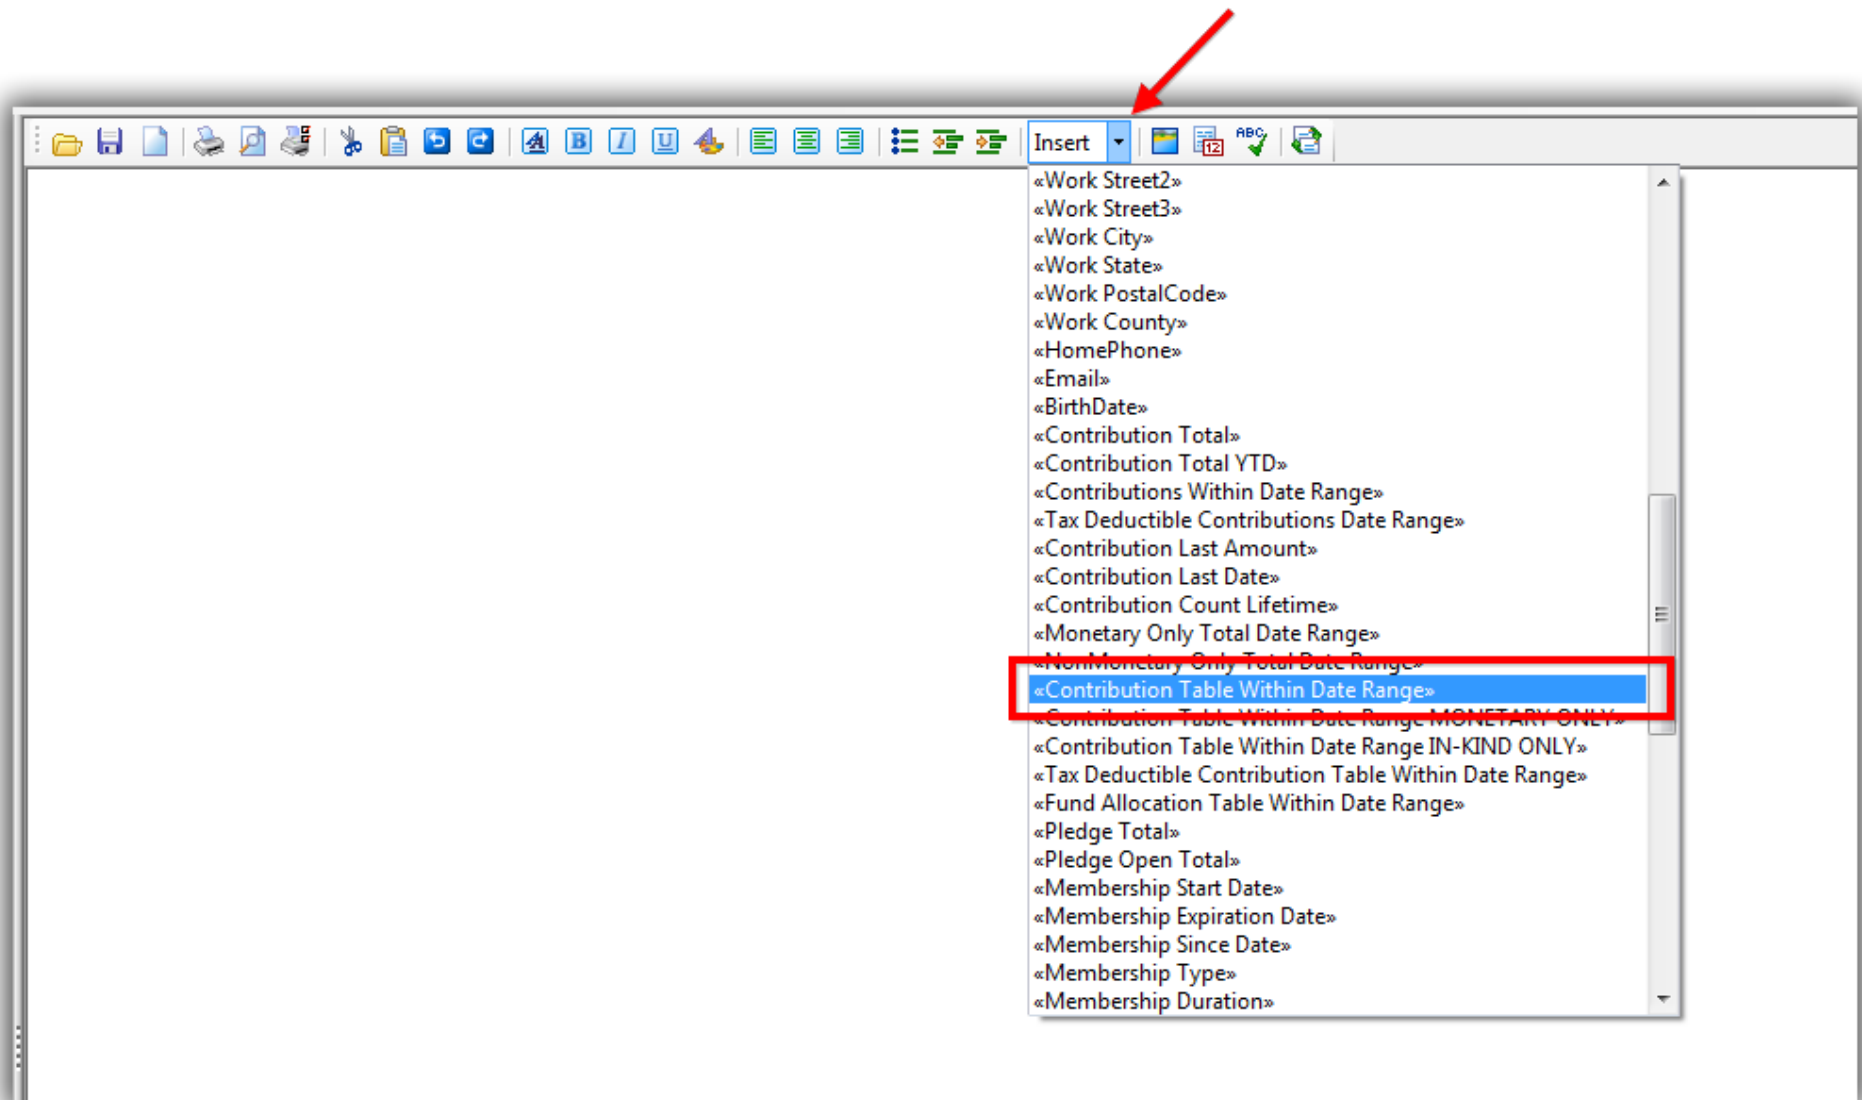 Insert
ABC
12
«Work Street2»
«Work Street3»
«Work City»
«Work State»
«Work PostalCode»
«Work County»
«HomePhone»
«Email»
«BirthDate»
«Contribution Total»
«Contribution Total YTD»
«Contributions Within Date Range»
«Tax Deductible Contributions Date Range»
«Contribution Last Amount»
«Contribution Last Date»
«Contribution Count Lifetime»
«Monetary Only Total Date Range»
«NonMonetary Only Total Date Range»
«Contribution Table Within Date Range»
«Contribution Table Within Date Range MONETARY ONLY»
«Contribution Table Within Date Range IN-KIND ONLY»
«Tax Deductible Contribution Table Within Date Range»
«Fund Allocation Table Within Date Range»
«Pledge Total»
«Pledge Open Total»
«Membership Start Date»
«Membership Expiration Date»
«Membership Since Date»
«Membership Type»
«Membership Duration»